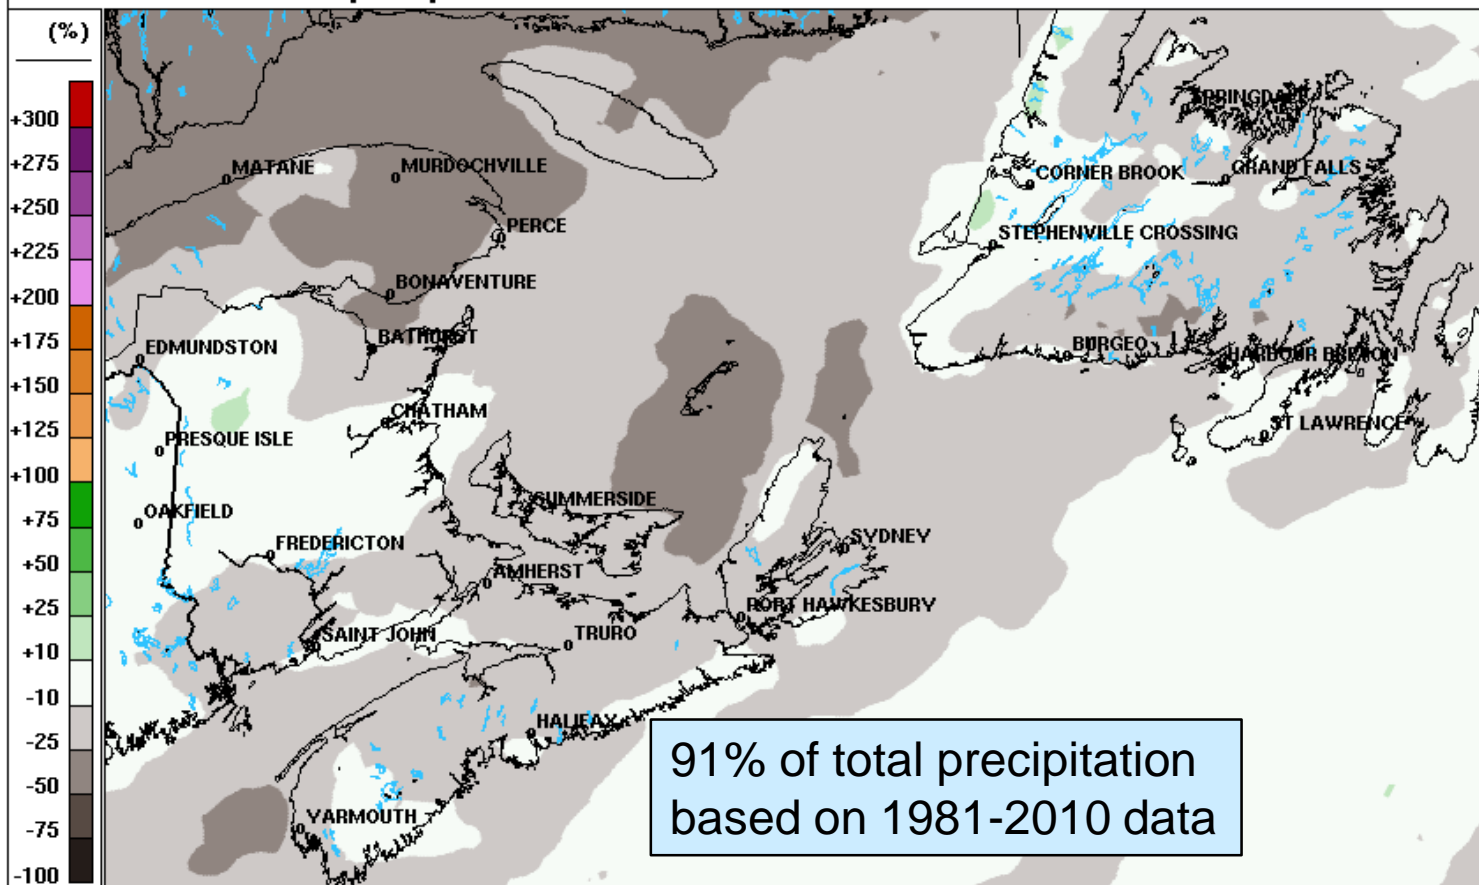 (%)
+300
+275
+250
+225
+200
+175
+150
+125
+100
+75
+50
+25
+10
-10
-25
-50
-75
-100
SPRINGDALE
MATANE
MURDOCHVILLE
CORNER BROOK
GRAND FALLS
PERCE
STEPHENVILLE CROSSING
BONAVENTURE
BATHURST
EDMUNDSTON
BURGEO
HARBOUR BRETON
CHATHAM
PRESQUE ISLE
ST LAWRENCE
SUMMERSIDE
OAKFIELD
FREDERICTON
SYDNEY
AMHERST
PORT HAWKESBURY
SAINT JOHN
TRURO
HALIFAX
YARMOUTH
91% of total precipitation
based on 1981-2010 data